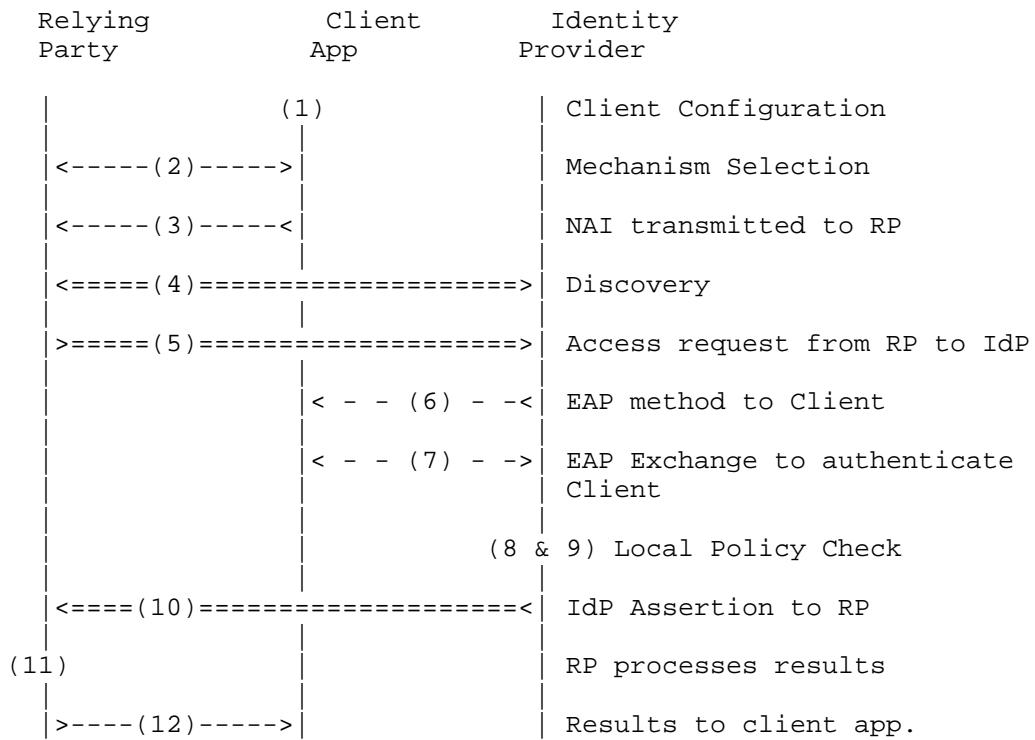 Relying Client Identity
Party App Provider
| (1) | Client Configuration
|<-----(2)----->| | Mechanism Selection
|<-----(3)-----<| | NAI transmitted to RP
|<=====(4)====================>| Discovery
|>=====(5)====================>| Access request from RP to IdP
| |< - - (6) - -<| EAP method to Client
| |< - - (7) - ->| EAP Exchange to authenticate
| | | Client
| | (8 & 9) Local Policy Check
|<====(10)====================<| IdP Assertion to RP
(11) | | RP processes results
|>----(12)----->| | Results to client app.